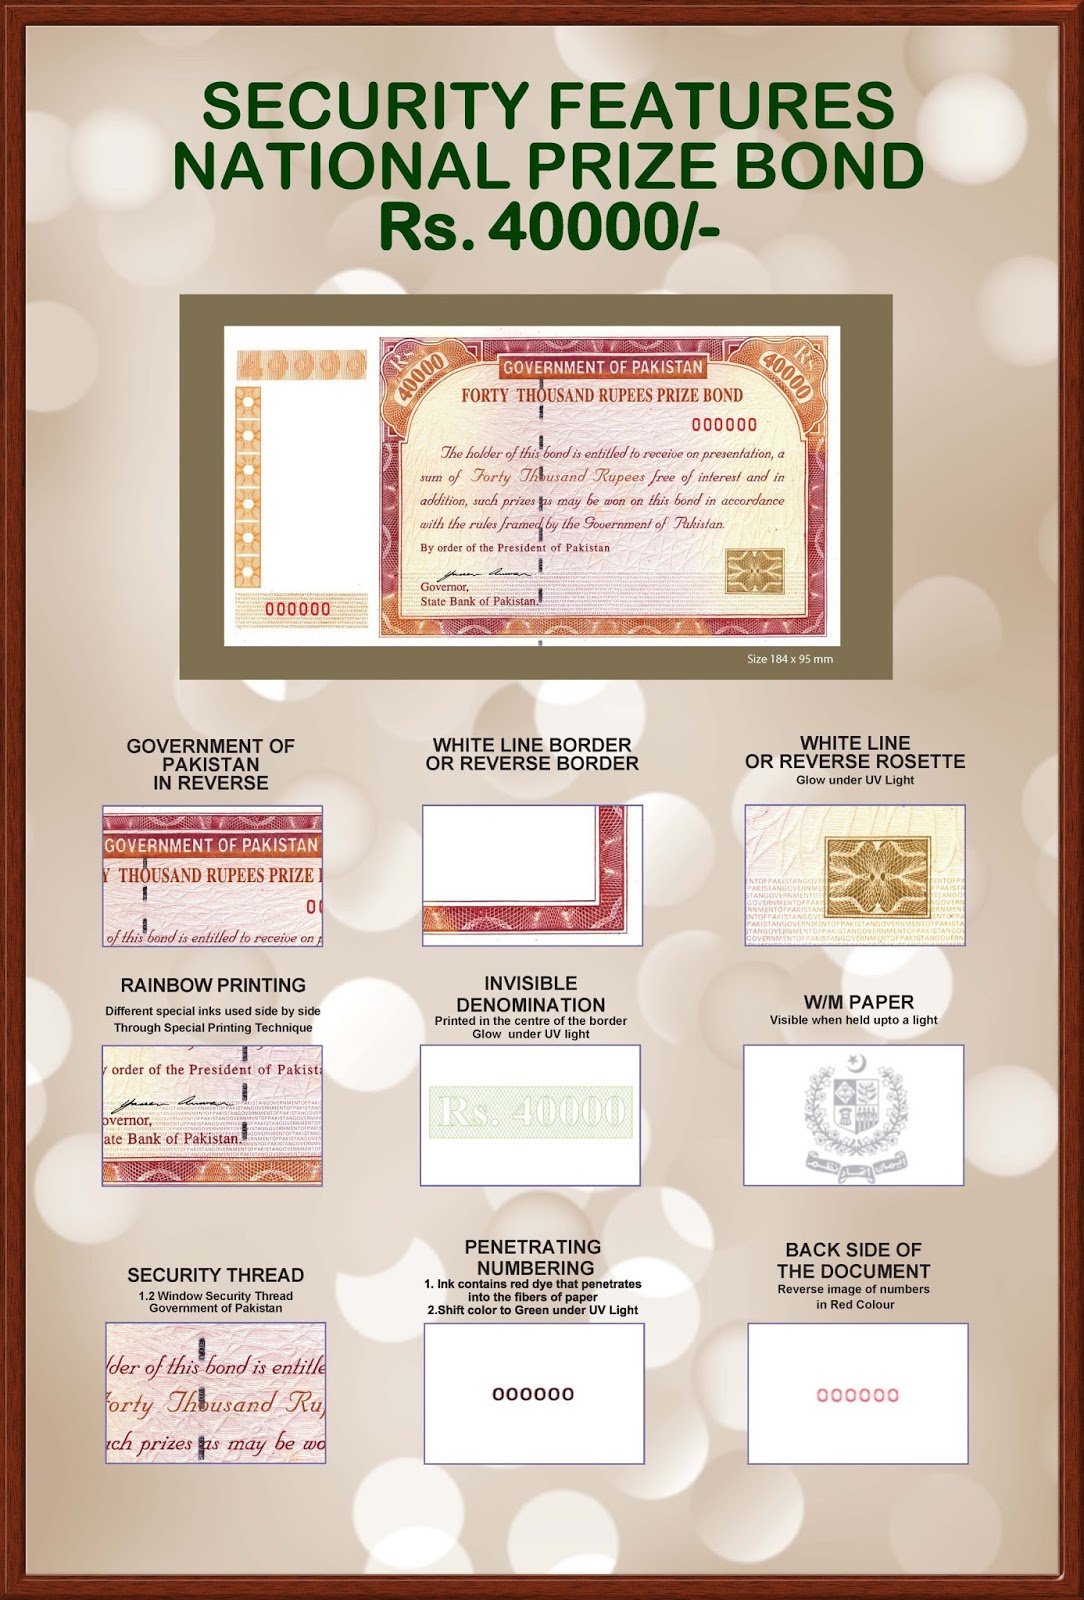 SECURITY FEATURES
NATIONAL PRIZE BOND
Rs. 40000/-
40000
Rs 40000
GOVERNMENT OF PAKISTAN
Rs 40000
FORTY THOUSAND RUPEES PRIZE BOND
000000
The holder of this bond is entitled to receive on presentation, a
sum of Forty Thousand Rupees free of interest and in
addition, such prizes as may be won on this bond in accordance
with the rules framed by the Government of Pakistan.
By order of the President of Pakistan
Governor,
State Bank of Pakistan.
000000
Size 184 x 95 mm
GOVERNMENT OF
PAKISTAN
IN REVERSE
GOVERNMENT OF PAKISTAN
Y THOUSAND RUPEES PRIZE
00
of this bond is entitled to receive on p
WHITE LINE BORDER
OR REVERSE BORDER
WHITE LINE
OR REVERSE ROSETTE
Glow under UV Light
RAINBOW PRINTING
Different special inks used side by side
Through Special Printing Technique
y order of the President of Pakista
overnor,
ate Bank of Pakistan.
INVISIBLE
DENOMINATION
Printed in the centre of the border
Glow under UV light
Rs. 40000
W/M PAPER
Visible when held upto a light
SECURITY THREAD
1.2 Window Security Thread
Government of Pakistan
lder of this bond is entitle
Forty Thousand Ru
uch prizes as may be wo
PENETRATING
NUMBERING
1. Ink contains red dye that penetrates
into the fibers of paper
2.Shift color to Green under UV Light
000000
BACK SIDE OF
THE DOCUMENT
Reverse image of numbers
in Red Colour
000000